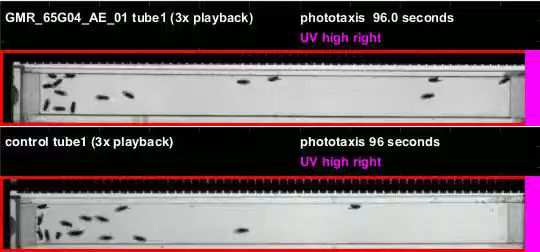 GMR_65G04_AE_01 tube1 (3x playback) phototaxis 96.0 seconds
UV high right
control tube1 (3x playback) phototaxis 96 seconds
UV high right